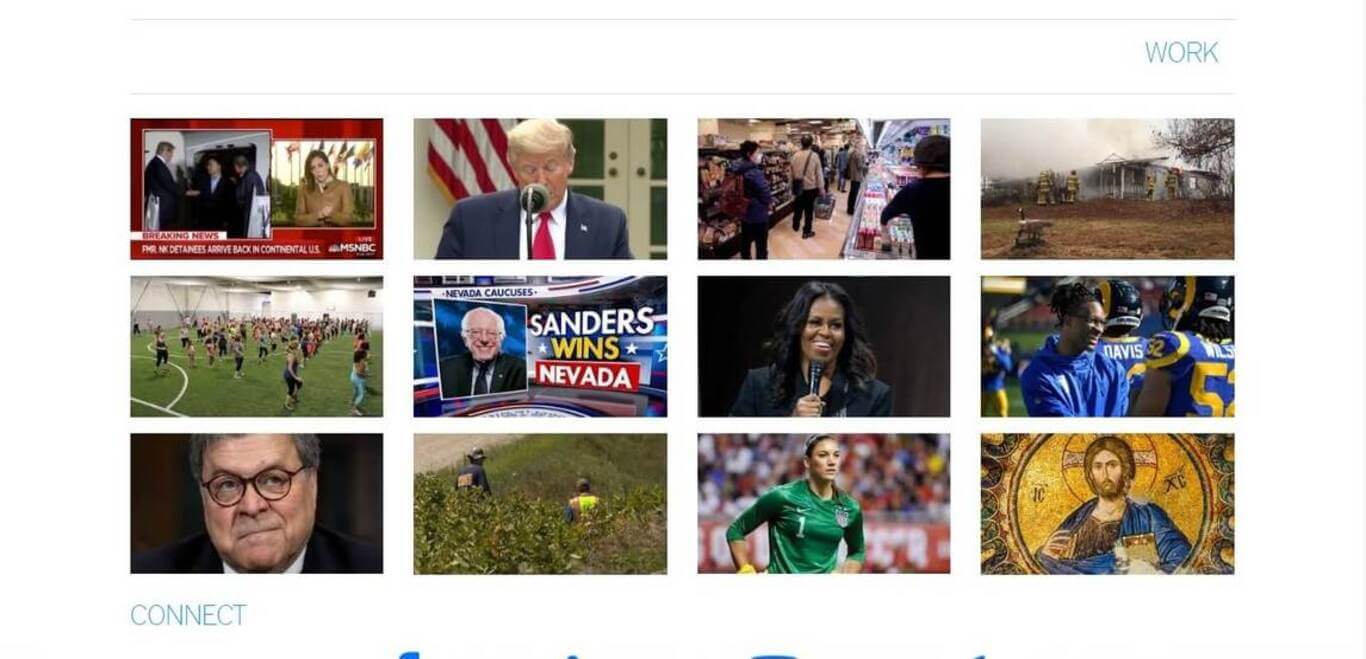 WORK
BREAKING NEWS
LIVE
FMR. NK DETAINEES ARRIVE BACK IN CONTINENTAL U.S.
MSNBC
NEVADA CAUCUSES
SANDERS
WINS
NEVADA
DAVIS
52
WILS
52
1
IC
XC
CONNECT